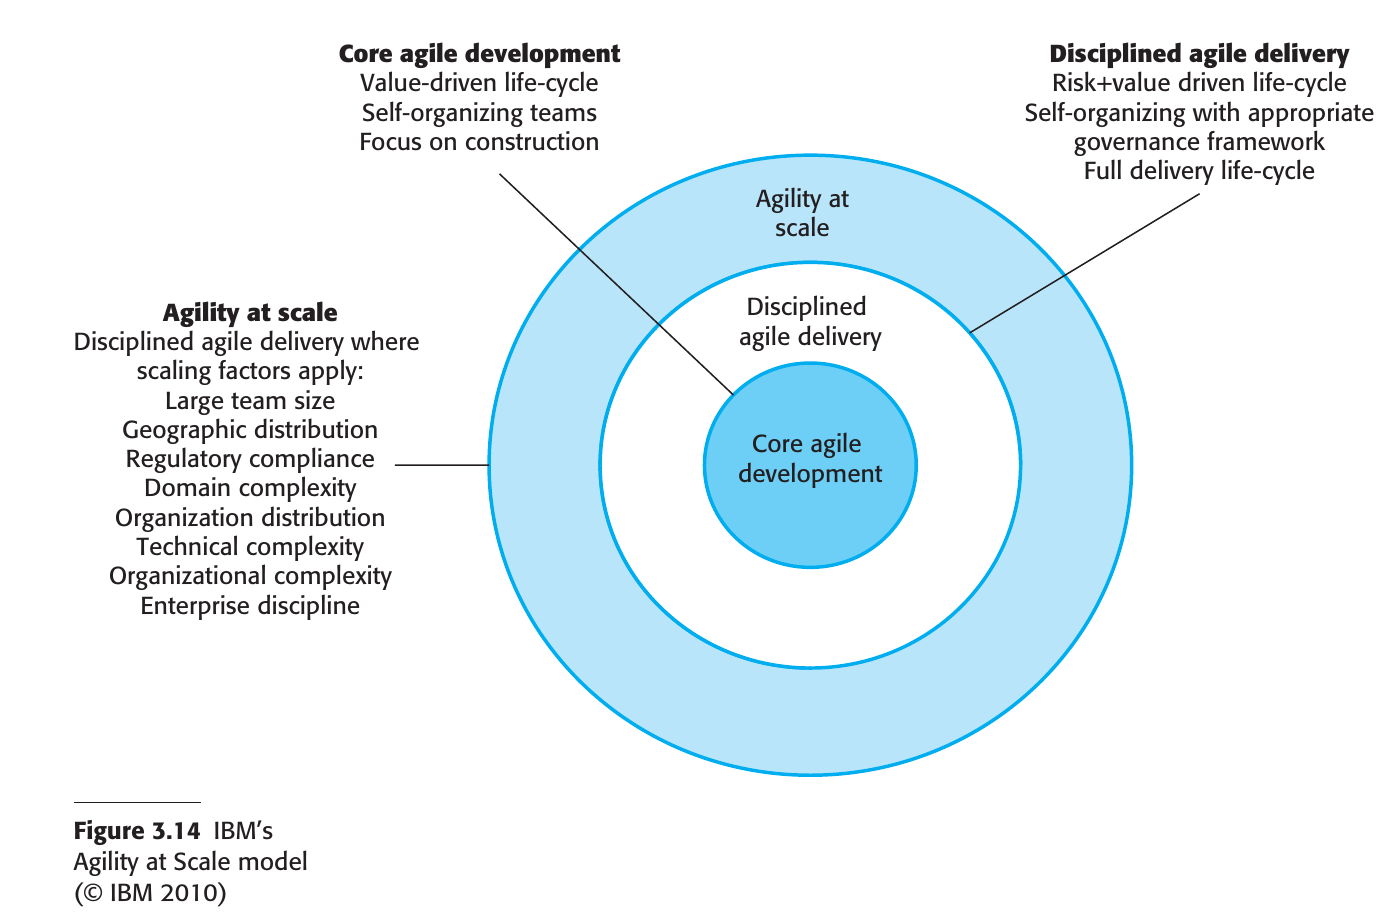 Core agile development
Value-driven life-cycle
Self-organizing teams
Focus on construction
Disciplined agile delivery
Risk+value driven life-cycle
Self-organizing with appropriate
governance framework
Full delivery life-cycle
Agility at
scale
Disciplined
agile delivery
Core agile
development
Agility at scale
Disciplined agile delivery where
scaling factors apply:
Large team size
Geographic distribution
Regulatory compliance
Domain complexity
Organization distribution
Technical complexity
Organizational complexity
Enterprise discipline
Figure 3.14 IBM’s
Agility at Scale model
(© IBM 2010)